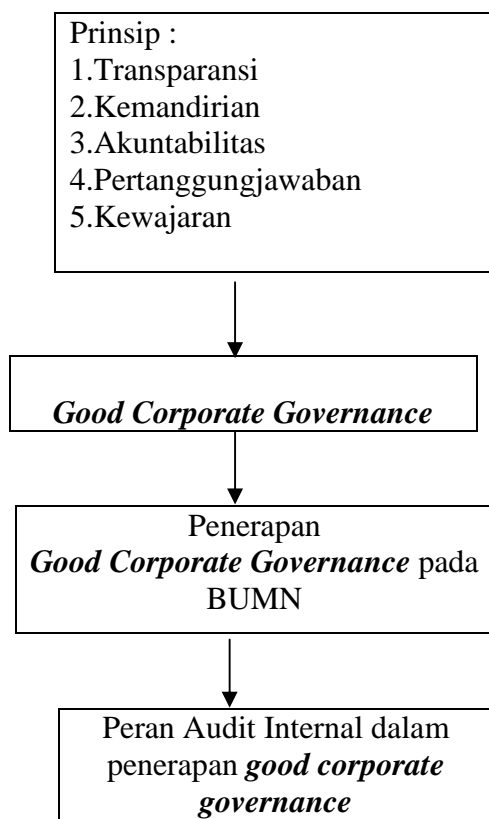 Prinsip :
1.Transparansi
2.Kemandirian
3.Akuntabilitas
4.Pertanggungjawaban
5.Kewajaran
Good Corporate Governance
Penerapan
Good Corporate Governance pada
BUMN
Peran Audit Internal dalam
penerapan good corporate
governance